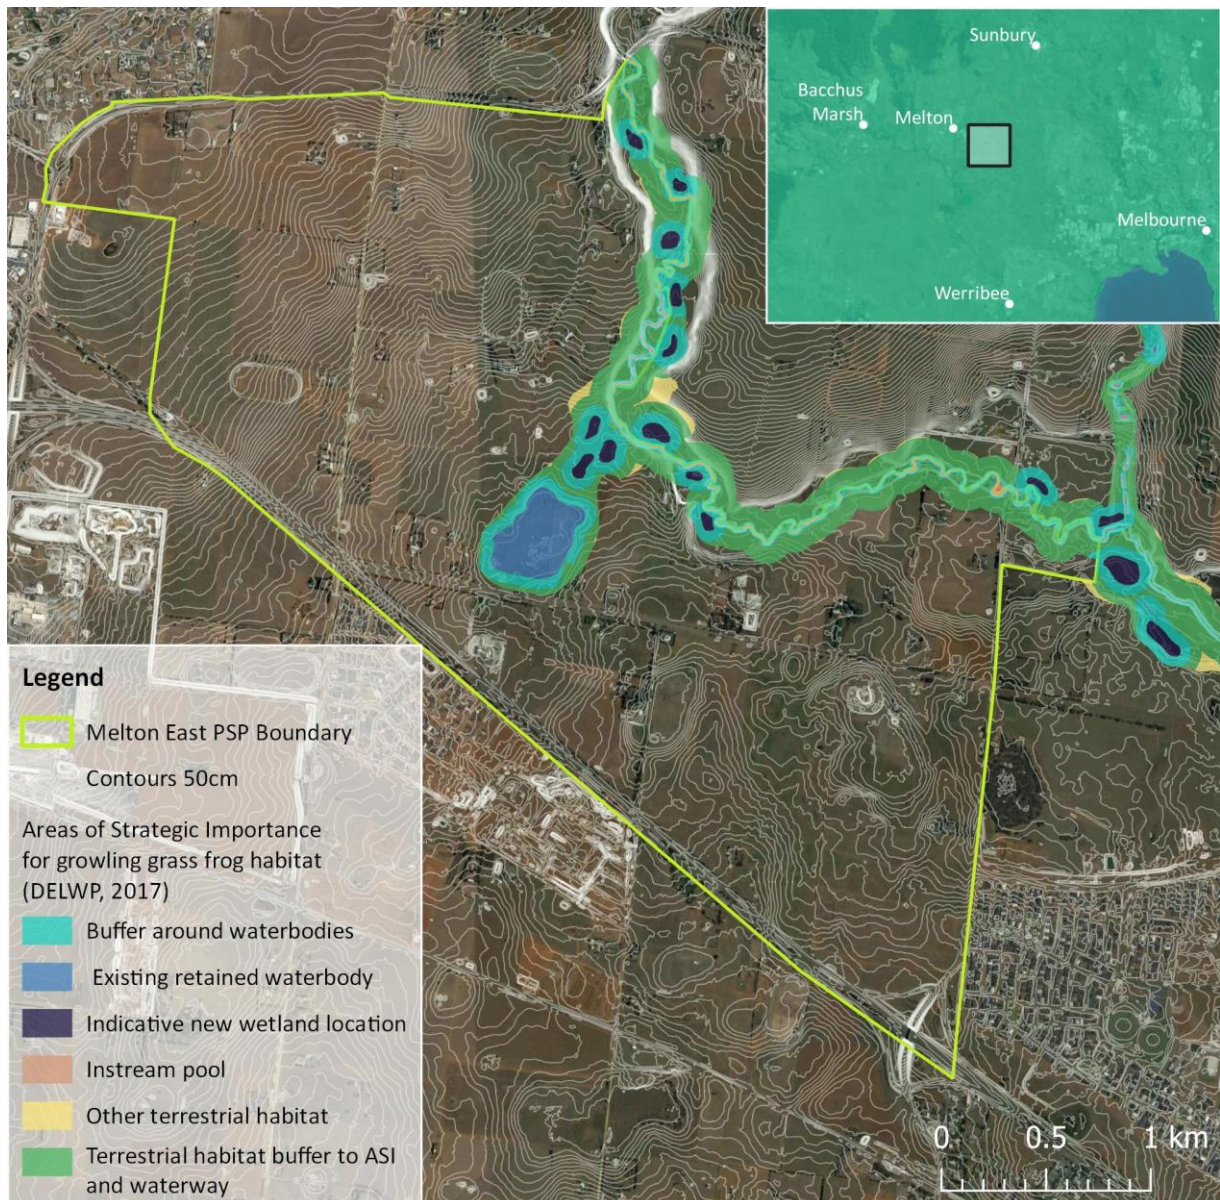 Sunbury
Bacchus
Marsh
Melton
Melbourne
Werribee
Legend
Melton East PSP Boundary
Contours 50cm
Areas of Strategic Importance
for growling grass frog habitat
(DELWP, 2017)
Buffer around waterbodies
Existing retained waterbody
Indicative new wetland location
Instream pool
Other terrestrial habitat
Terrestrial habitat buffer to ASI
and waterway
0 0.5 1 km